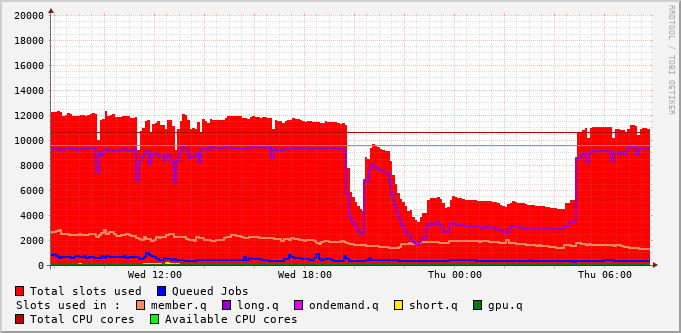 RRDTOOL / TOBI OETIKER
20000
18000
16000
14000
12000
10000
8000
6000
4000
2000
0
Wed 12:00 Wed 18:00 Thu 00:00 Thu 06:00
Total slots used Queued Jobs
Slots used in : member.q long.q ondemand.q short.q gpu.q
Total CPU cores Available CPU cores